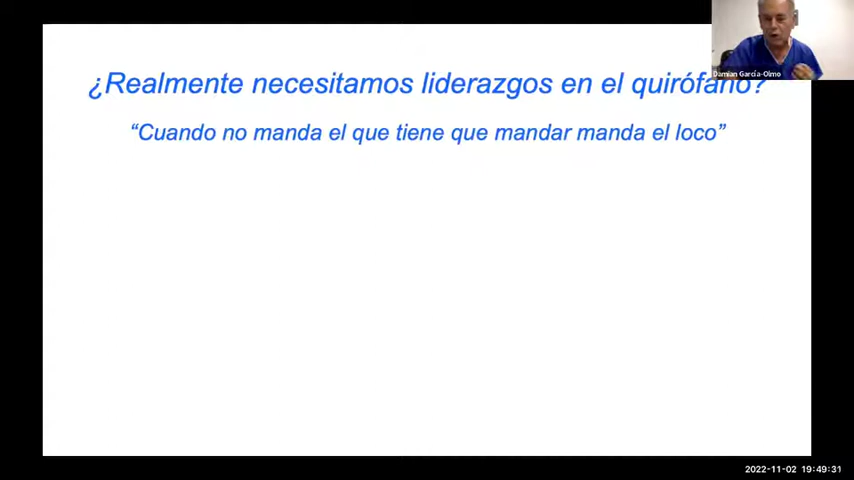 Damian García-Olmo
¿Realmente necesitamos liderazgos en el quirófano?
“Cuando no manda el que tiene que mandar manda el loco”
2022-11-02 19:49:31